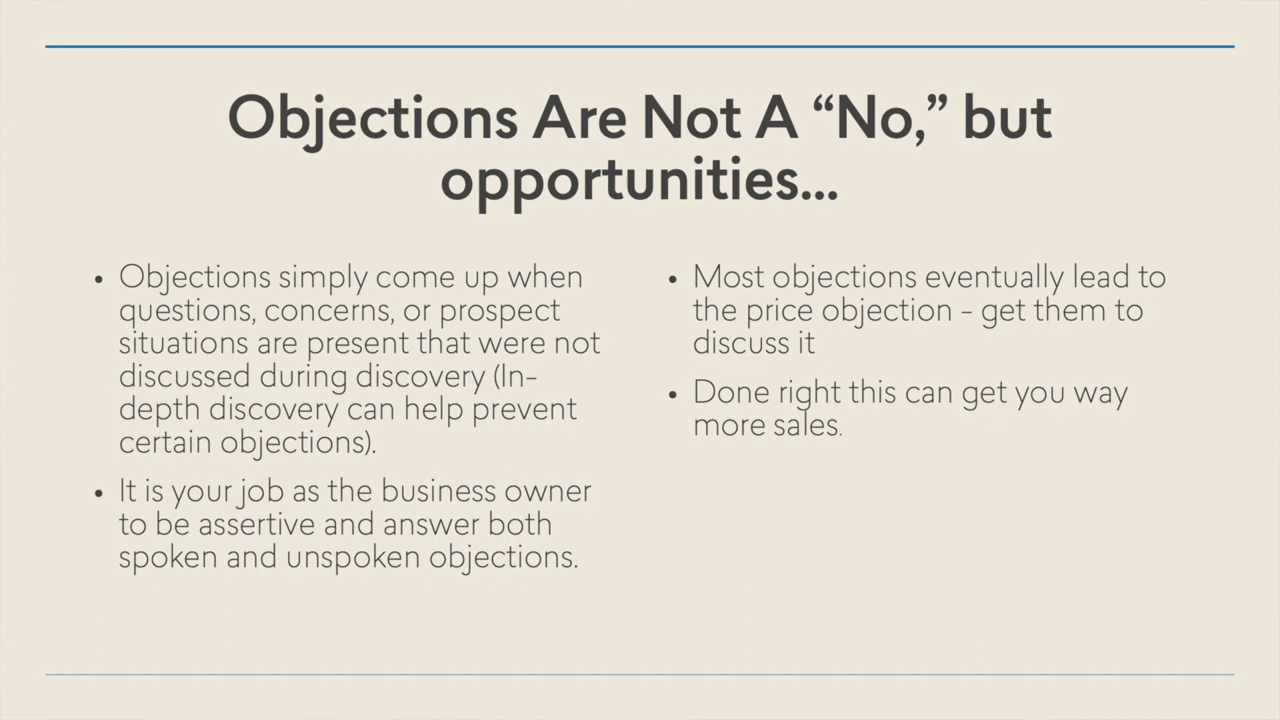 Objections Are Not A “No,” but
opportunities...
• Objections simply come up when
questions, concerns, or prospect
situations are present that were not
discussed during discovery (In-
depth discovery can help prevent
certain objections).
• It is your job as the business owner
to be assertive and answer both
spoken and unspoken objections.
• Most objections eventually lead to
the price objection - get them to
discuss it
• Done right this can get you way
more sales.